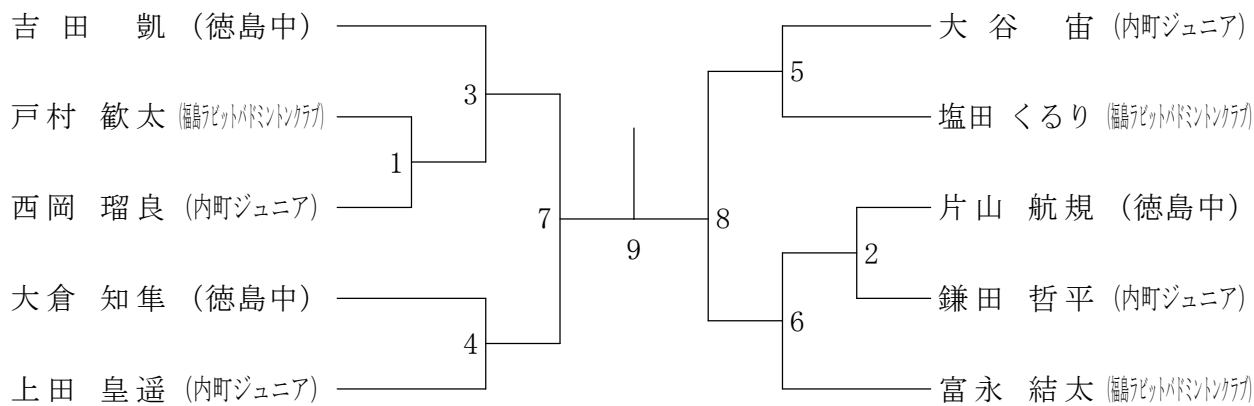 吉田 凱 (徳島中)
戸村 歓太 (福島ラビットバドミントンクラブ)
西岡 瑠良 (内町ジュニア)
大倉 知隼 (徳島中)
上田 皇遥 (内町ジュニア)
1
3
4
7
9
8
5
2
6
大谷 宙 (内町ジュニア)
塩田 くるり (福島ラビットバドミントンクラブ)
片山 航規 (徳島中)
鎌田 哲平 (内町ジュニア)
富永 結太 (福島ラビットバドミントンクラブ)